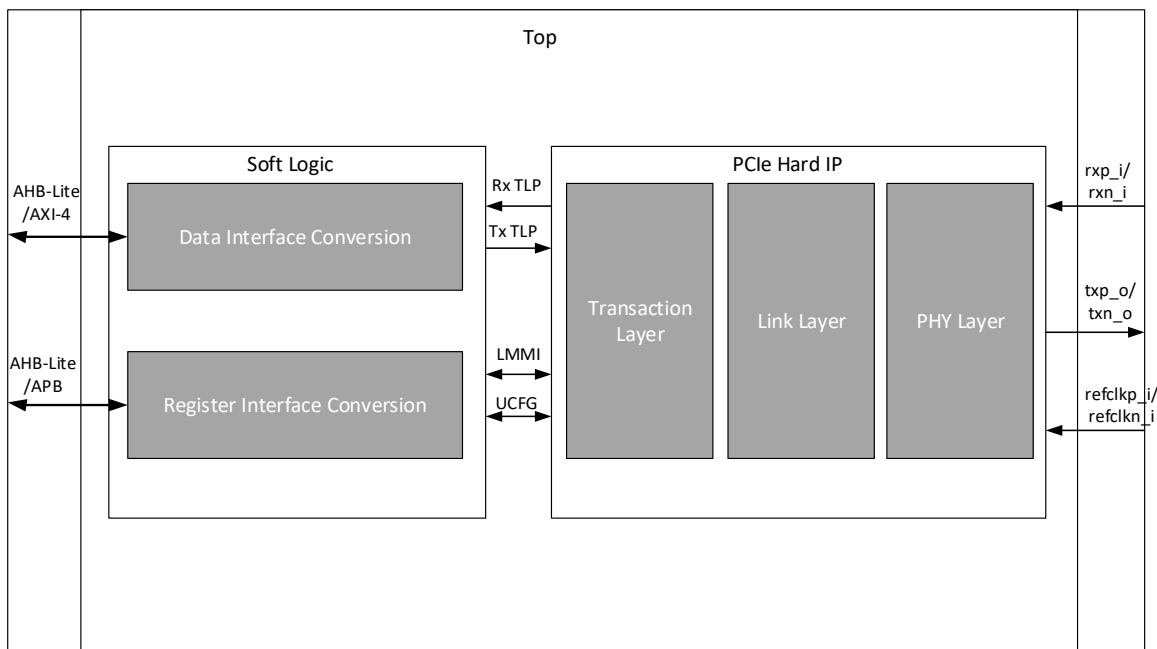 Top
Soft Logic
PCIe Hard IP
AHB-Lite
/AXI-4
Data Interface Conversion
Rx TLP
Tx TLP
Transaction
Layer
Link Layer
PHY Layer
rxp_i/
rxn_i
txp_o/
txn_o
AHB-Lite
/APB
Register Interface Conversion
LMMI
UCFG
refclkp_i/
refclkn_i